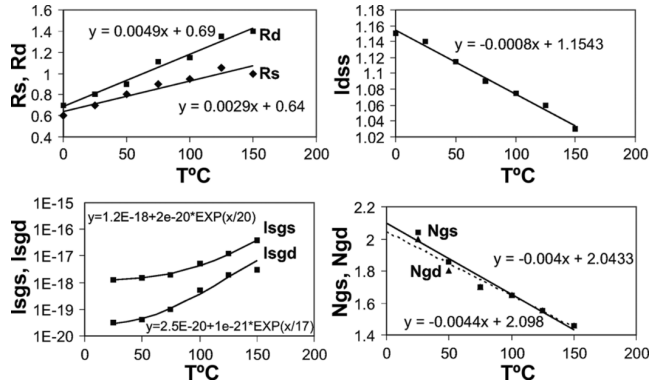 1.6
1.4
1.2
1
0.8
0.6
0.4
Rs, Rd
y = 0.0049x + 0.69
Rd
Rs
y = 0.0029x + 0.64
0 50 100 150 200
TºC
1.18
1.16
1.14
1.12
1.1
1.08
1.06
1.04
1.02
Idss
y = -0.0008x + 1.1543
0 50 100 150 200
TºC
1E-15
1E-16
1E-17
1E-18
1E-19
1E-20
Isgs, Isgd
y=1.2E-18+2e-20*EXP(x/20)
Isgs
Isgd
y=2.5E-20+1e-21*EXP(x/17)
0 50 100 150 200
TºC
2.2
2
1.8
1.6
1.4
Ngs, Ngd
Ngs
Ngd
y = -0.004x + 2.0433
y = -0.0044x + 2.098
0 50 100 150 200
TºC